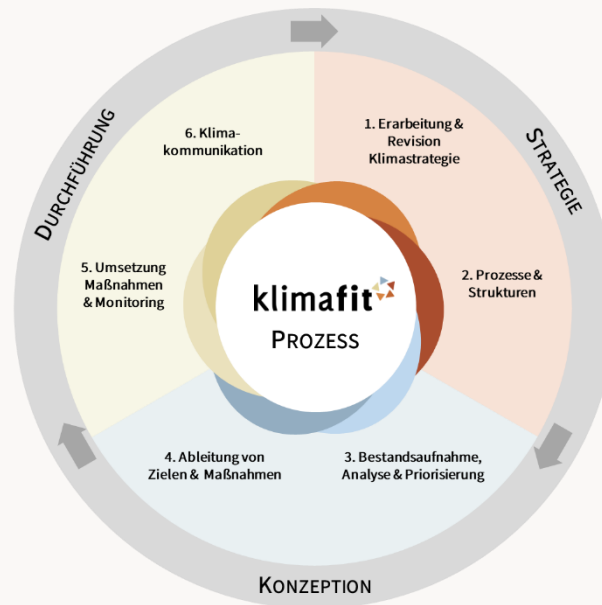 STRATEGIE
1. Erarbeitung &
Revision
Klimastrategie
2. Prozesse &
Strukturen
KONZEPTION
3. Bestandsaufnahme,
Analyse & Priorisierung
4. Ableitung von
Zielen & Maßnahmen
DURCHFÜHRUNG
5. Umsetzung
Maßnahmen
& Monitoring
6. Klima-
kommunikation
klimafit
PROZESS